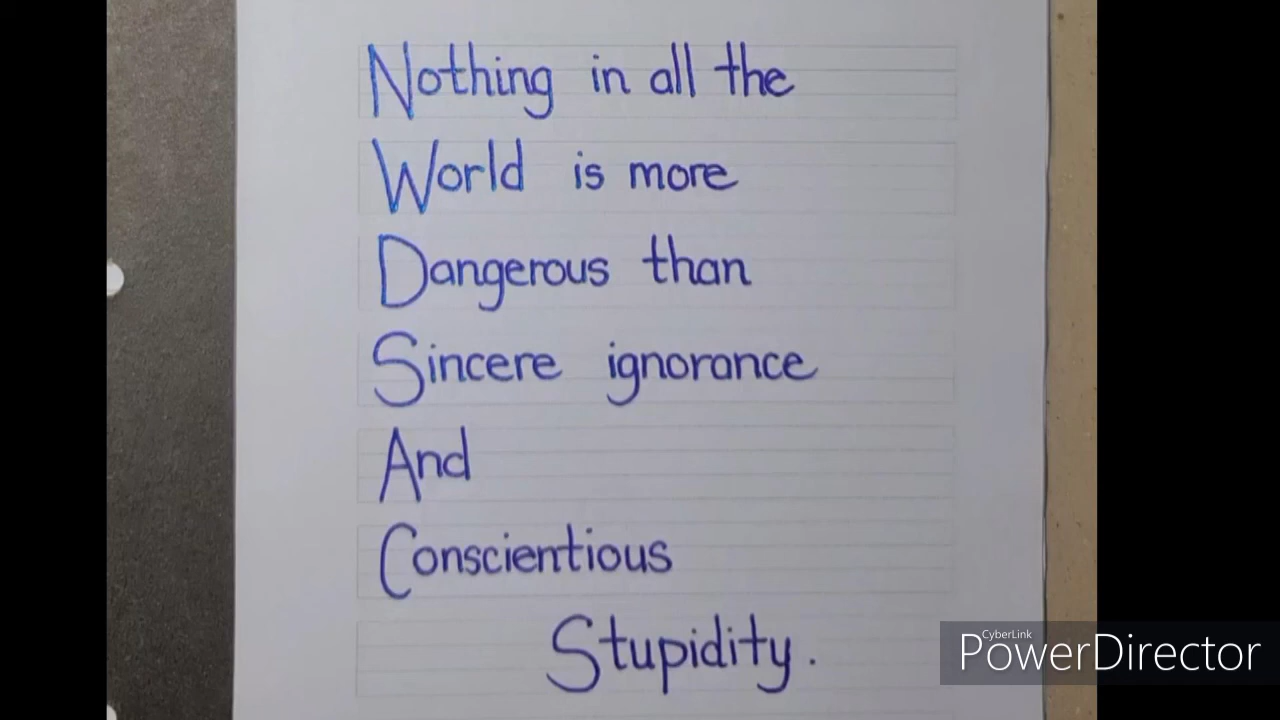 Nothing in all the
World is more
Dangerous than
Sincere ignorance
And
Conscientious
Stupidity.
CyberLink
PowerDirector